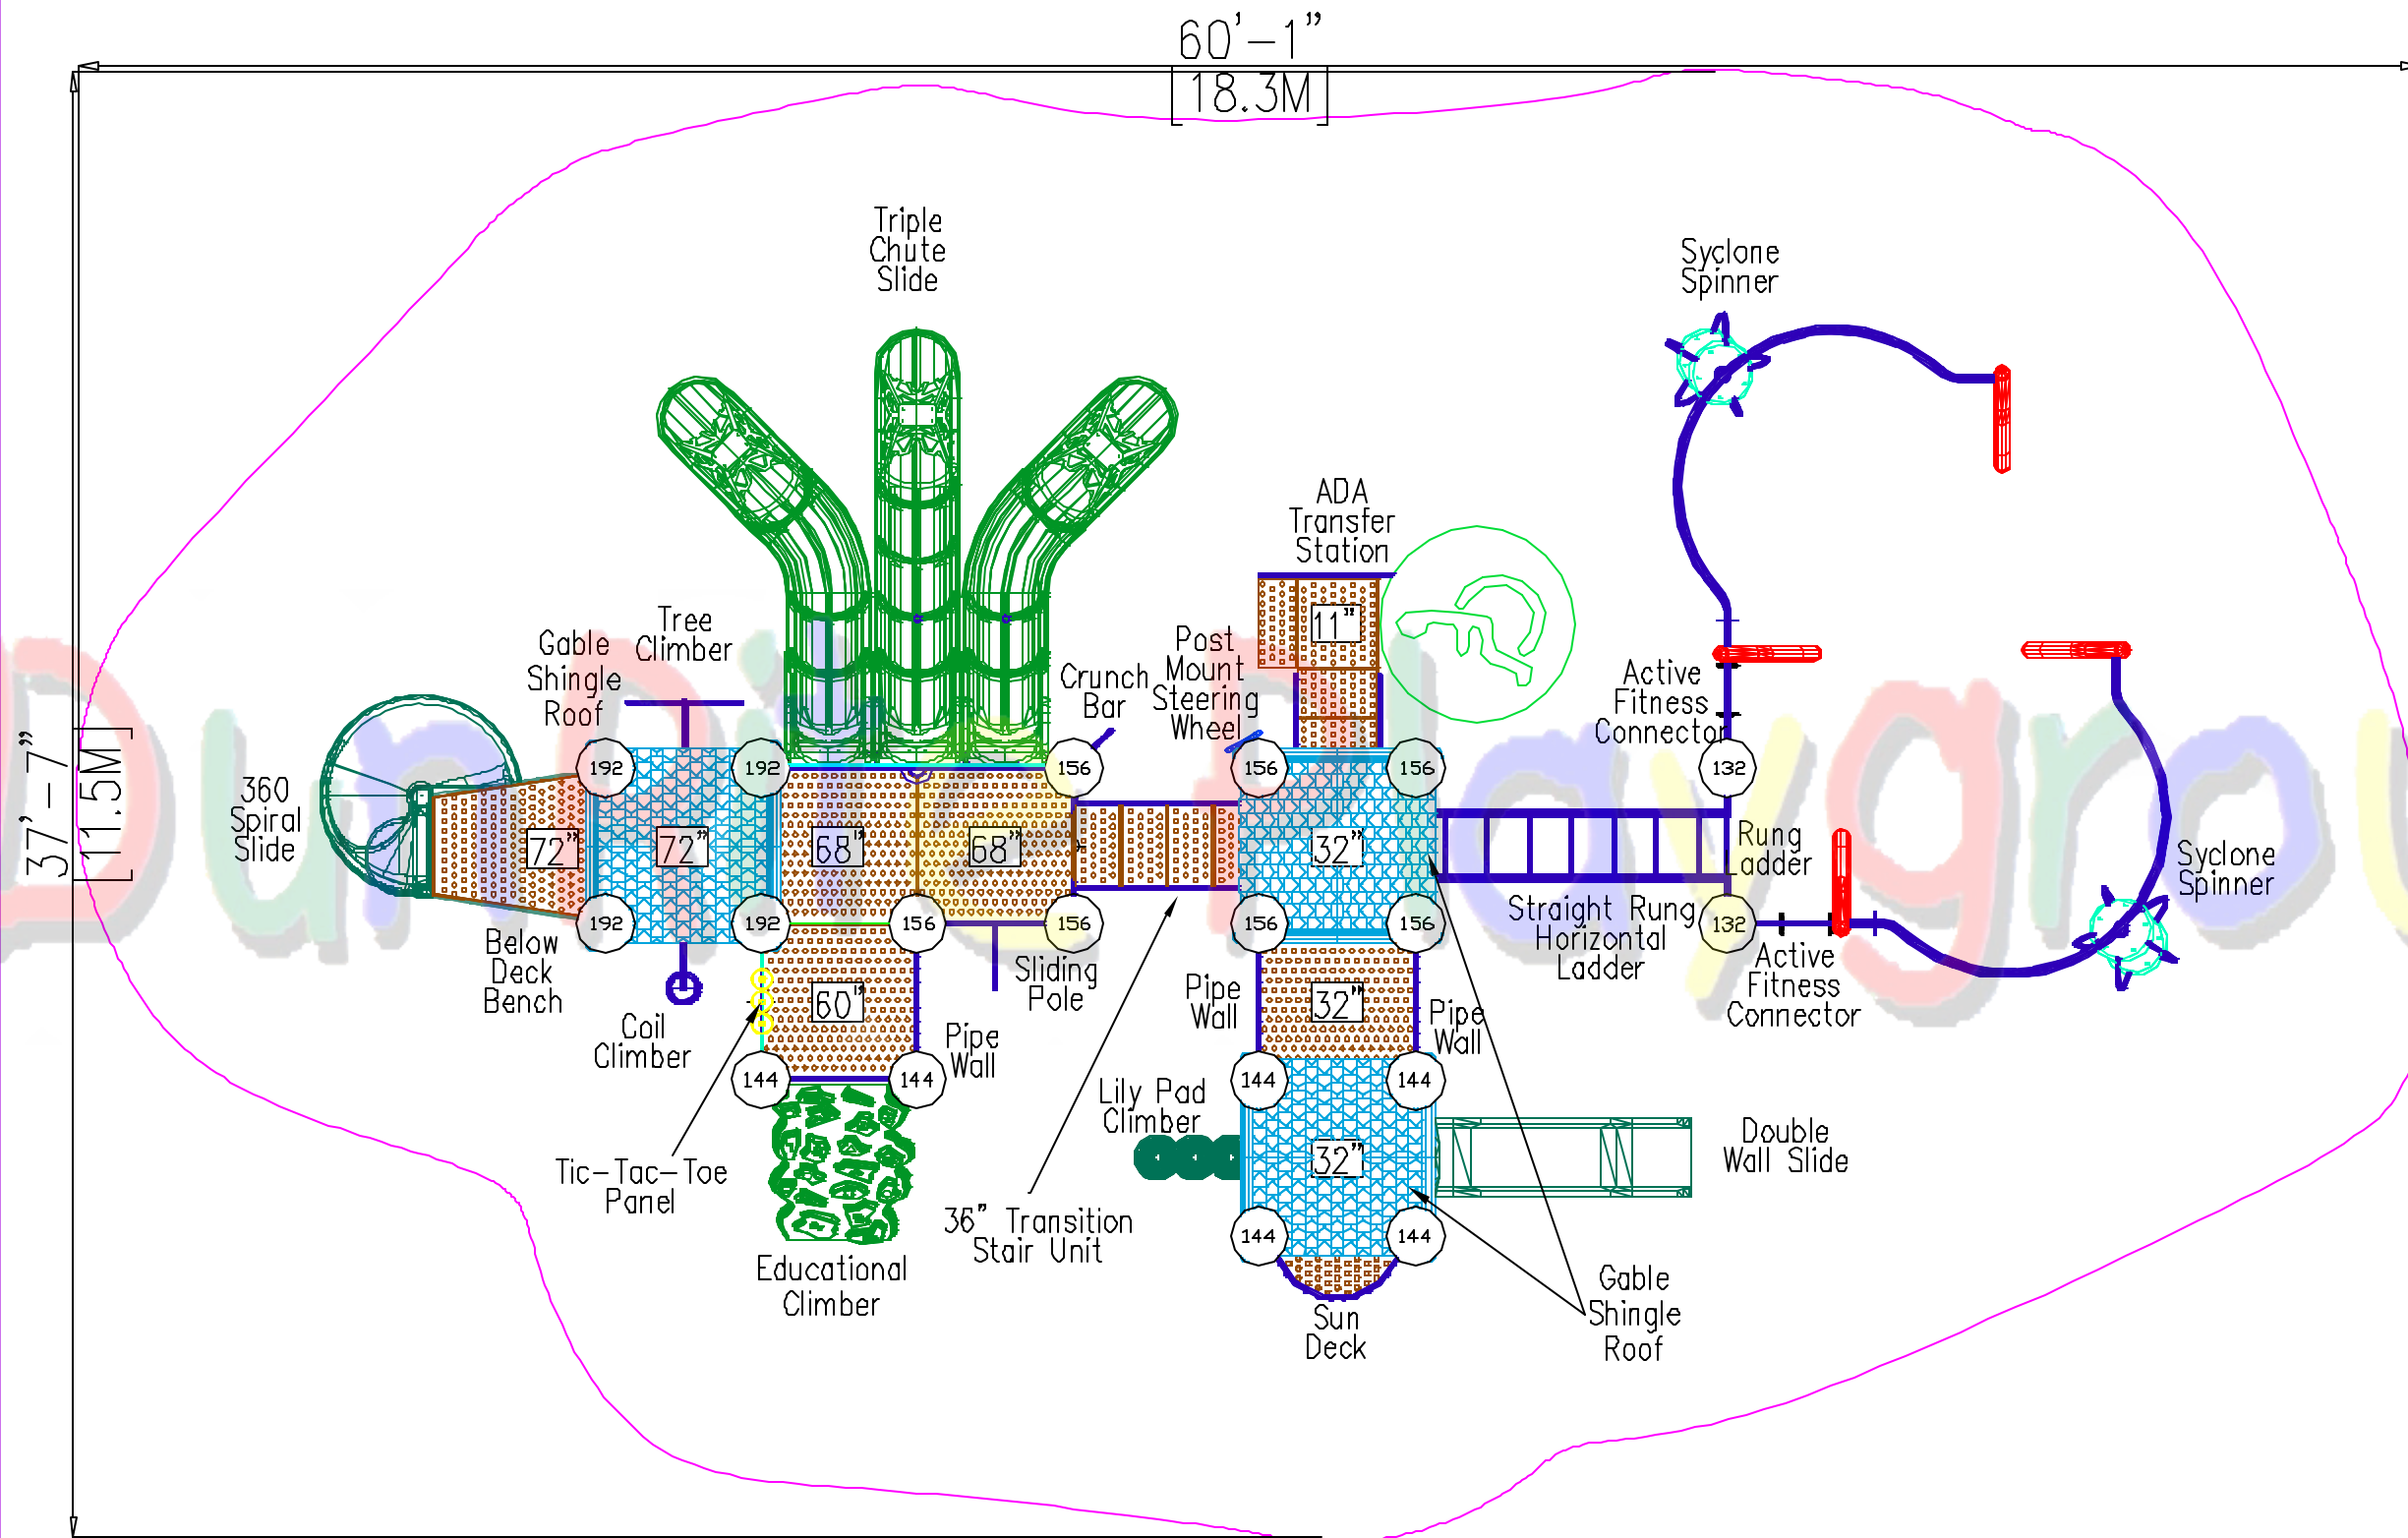 60'-1"
[18.3M]
37'-7"
[11.5M]
Triple
Chute
Slide
Syclone
Spinner
ADA
Transfer
Station
11"
Tree
Climber
Gable
Shingle
Roof
Crunch
Bar
Post
Mount
Steering
Wheel
Active
Fitness
Connector
360
Spiral
Slide
192
192
156
156
156
132
72"
72"
68"
68"
32"
Rung
Ladder
Syclone
Spinner
192
192
156
156
156
156
132
Straight Rung
Horizontal
Ladder
Below
Deck
Bench
Sliding
Pole
Active
Fitness
Connector
Coil
Climber
60"
Pipe
Wall
Pipe
Wall
32"
Pipe
Wall
144
144
144
144
Lily Pad
Climber
32"
Double
Wall Slide
Tic-Tac-Toe
Panel
36" Transition
Stair Unit
144
144
Educational
Climber
Sun
Deck
Gable
Shingle
Roof